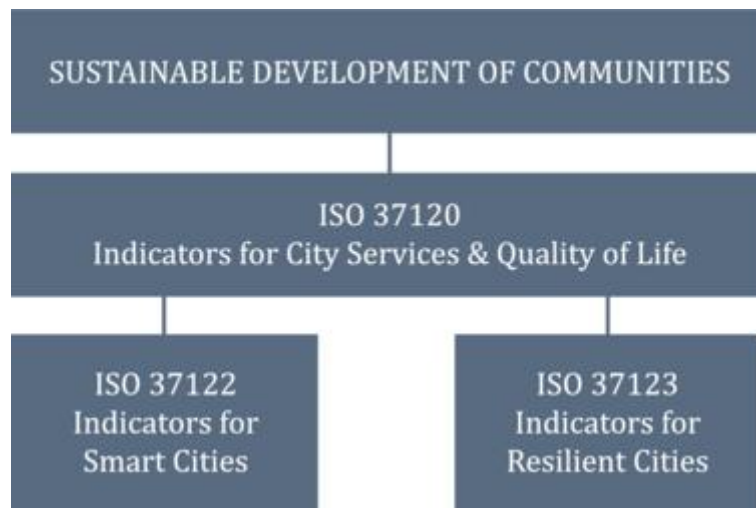 SUSTAINABLE DEVELOPMENT OF COMMUNITIES
ISO 37120
Indicators for City Services & Quality of Life
ISO 37122
Indicators for
Smart Cities
ISO 37123
Indicators for
Resilient Cities